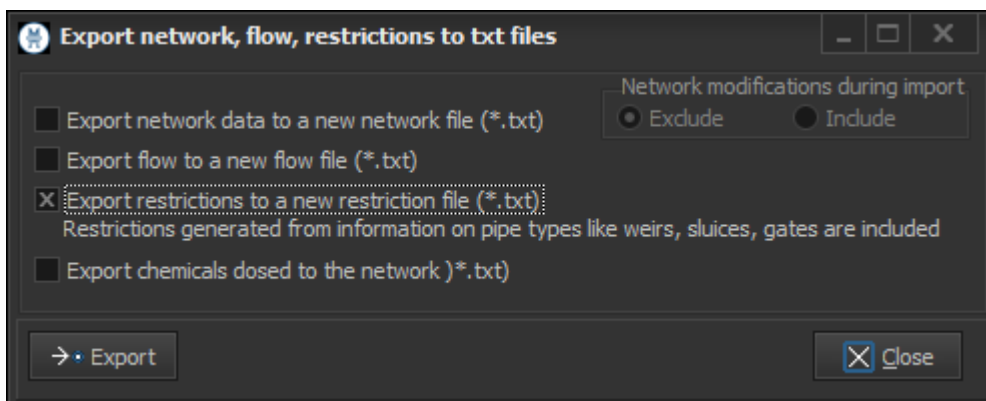 Export network, flow, restrictions to txt files
Network modifications during import
Export network data to a new network file (*.txt)
Exclude
Include
Export flow to a new flow file (*.txt)
Export restrictions to a new restriction file (*.txt)
Restrictions generated from information on pipe types like weirs, sluices, gates are included
Export chemicals dosed to the network )*.txt)
Export
Close